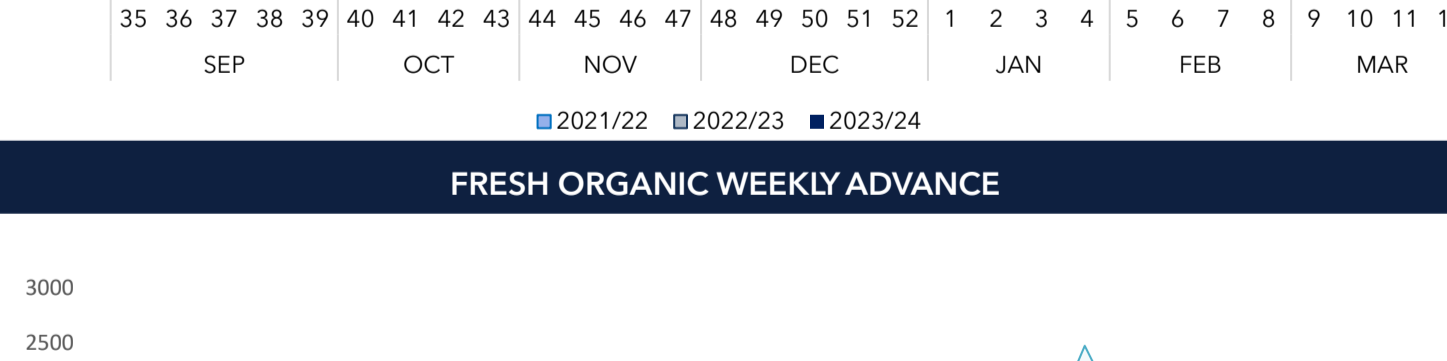 35 36 37 38 39 40 41 42 43 44 45 46 47 48 49 50 51 52 1 2 3 4 5 6 7 8 9 10 11
SEP OCT NOV DEC JAN FEB MAR
2021/22 2022/23 2023/24
FRESH ORGANIC WEEKLY ADVANCE
3000
2500